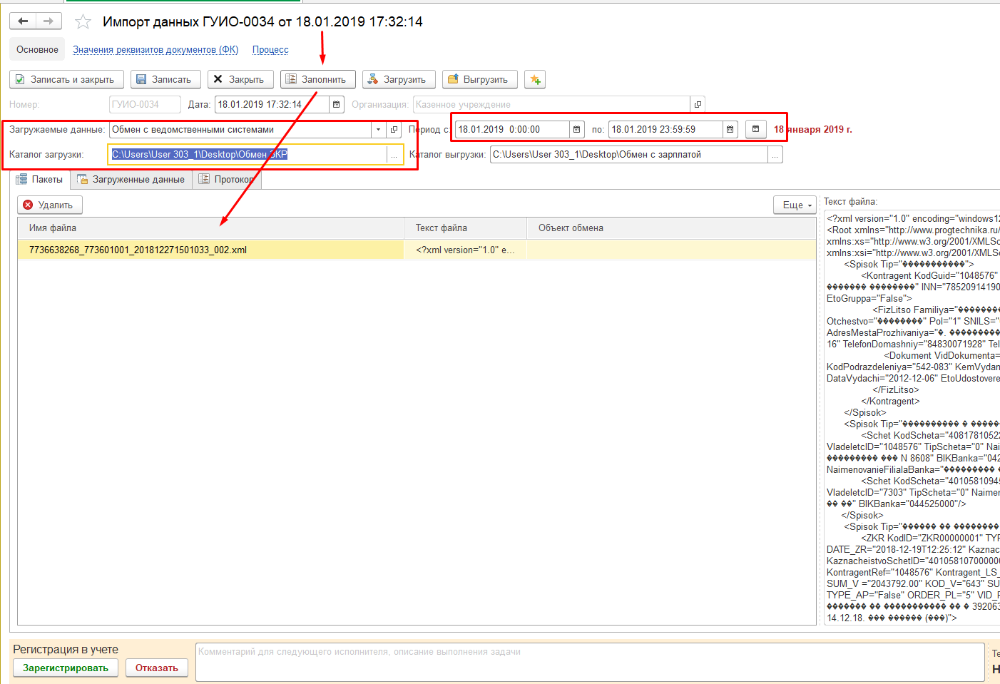 Импорт данных ГУИО-0034 от 18.01.2019 17:32:14
Основное Значения реквизитов документов (ФК) Процесс
Записать и закрыть Записать Закрыть Заполнить Загрузить Выгрузить
Номер: ГУИО-0034 Дата: 18.01.2019 17:32:14 Организация: Казенное учреждение
Загружаемые данные: Обмен с ведомственными системами Период с: 18.01.2019 0:00:00 по: 18.01.2019 23:59:59 18 января 2019 г.
Каталог загрузки: C:\Users\User 303_1\Desktop\Обмен ЗКР ... Каталог выгрузки: C:\Users\User 303_1\Desktop\Обмен с зарплатой ...
Пакеты Загруженные данные Протокол
Удалить Еще Текст файла:
Имя файла Текст файла Объект обмена
7736638268_773601001_201812271501033_002.xml <?xml version="1.0" e...
<?xml version="1.0" encoding="windows12
<Root xmlns="http://www.progtechnika.ru/
xmlns:xs="http://www.w3.org/2001/XMLSc
xmlns:xsi="http://www.w3.org/2001/XMLSc
<Spisok Tip="������������">
<Kontragent KodGuid="1048576"
������� ��������" INN="78520914190
EtoGruppa="False">
<FizLitso Familiya="���������
Otchestvo="��������" Pol="1" SNILS="
AdresMestaProzhivaniya="�. ���������
16" TelefonDomashniy="84830071928" Tel
<Dokument VidDokumenta=
KodPodrazdeleniya="542-083" KemVydan
DataVydachi="2012-12-06" EtoUdostovere
</FizLitso>
</Kontragent>
</Spisok>
<Spisok Tip="���������� � ������
<Schet KodScheta="4081781052
VladeletcID="1048576" TipScheta="0" Nai
��������� ��� N 8608" BIKBanka="042
NaimenovanieFilialaBanka="��������� �
<Schet KodScheta="4010581094
VladeletcID="7303" TipScheta="0" Naimen
�� ��" BIKBanka="044525000"/>
</Spisok>
<Spisok Tip="������ �� ���������
<ZKR KodID="ZKR00000001" TYP
DATE_ZR="2018-12-19T12:25:12" Kaznac
KaznacheistvoSchetID="401058107000000
KontragentRef="1048576" Kontragent_LS_
SUM_V ="2043792.00" KOD_V="643" SU
TYPE_AP="False" ORDER_PL="5" VID_F
������� �� ����������� �� � 392063
14.12.18. ��� ������ (���)">
Регистрация в учете
Зарегистрировать Отказать Комментарий для следующего исполнителя, описание выполнения задачи
Те
Н